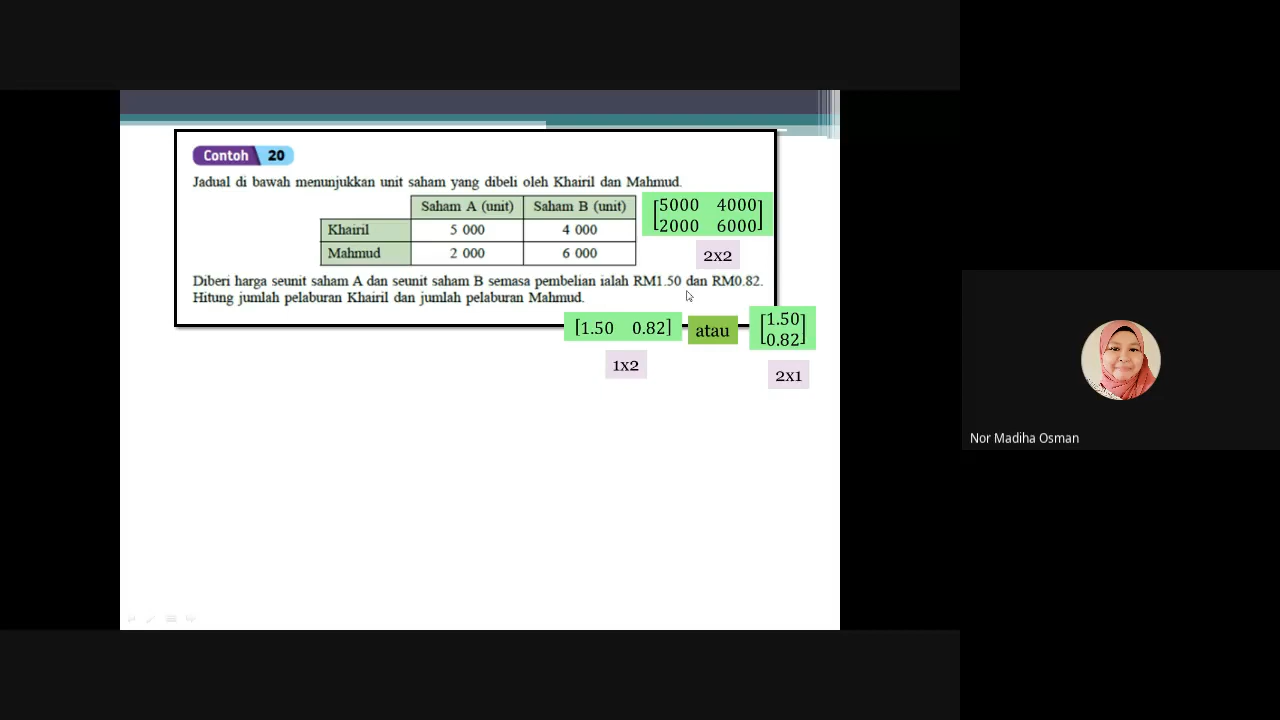 Contoh 20
Jadual di bawah menunjukkan unit saham yang dibeli oleh Khairil dan Mahmud.
Saham A (unit) Saham B (unit)
Khairil 5 000 4 000
Mahmud 2 000 6 000
[5000 4000]
[2000 6000]
2x2
Diberi harga seunit saham A dan seunit saham B semasa pembelian ialah RM1.50 dan RM0.82.
Hitung jumlah pelaburan Khairil dan jumlah pelaburan Mahmud.
[1.50 0.82] atau [1.50]
[0.82]
1x2
2x1
Nor Madiha Osman